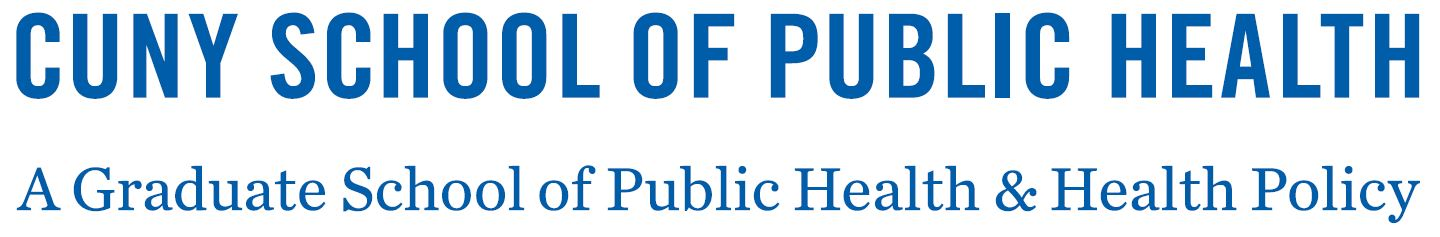 CUNY SCHOOL OF PUBLIC HEALTH
A Graduate School of Public Health & Health Policy